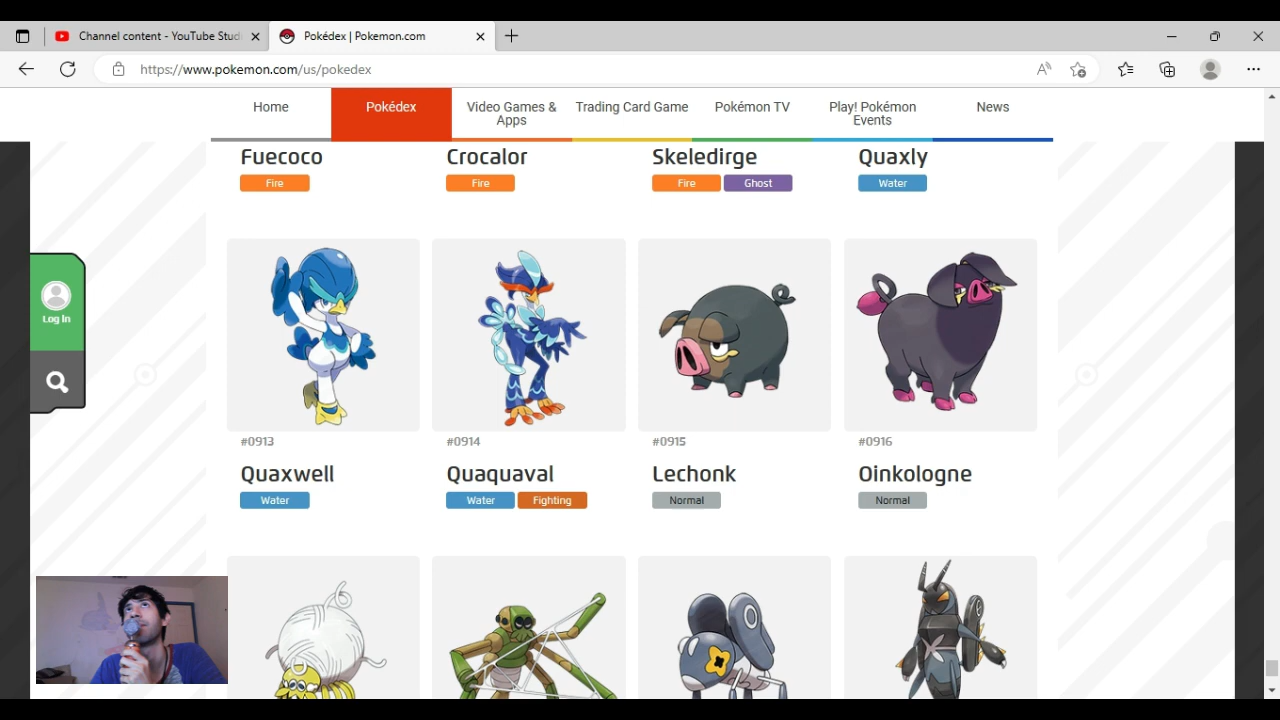 Channel content - YouTube Stud
Pokédex | Pokemon.com
https://www.pokemon.com/us/pokedex
Home
Pokédex
Video Games &
Apps
Trading Card Game
Pokémon TV
Play! Pokémon
Events
News
Fuecoco
Crocalor
Skeledirge
Quaxly
Fire
Fire
Fire
Ghost
Water
Log In
#0913
#0914
#0915
#0916
Quaxwell
Quaquaval
Lechonk
Oinkologne
Water
Water
Fighting
Normal
Normal